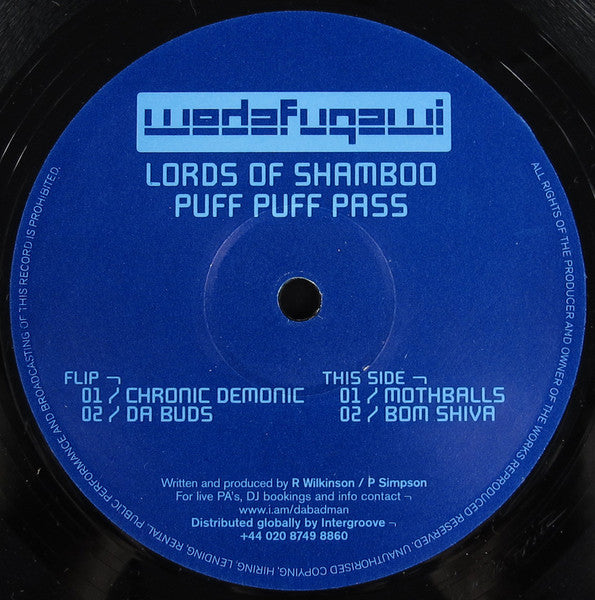 wedafuqawi
LORDS OF SHAMBOO
PUFF PUFF PASS
FLIP ¬
01 / CHRONIC DEMONIC
02 / DA BUDS
THIS SIDE ¬
01 / MOTHBALLS
02 / BOM SHIVA
Written and produced by R Wilkinson / P Simpson
For live PA's, DJ bookings and info contact ¬
www.i.am/dabadman
Distributed globally by Intergroove ¬
+44 020 8749 8860
ALL RIGHTS OF THE PRODUCER AND OWNER OF THE WORKS REPRODUCED RESERVED. UNAUTHORISED COPYING, HIRING, LENDING, RENTAL, PUBLIC PERFORMANCE AND BROADCASTING OF THIS RECORD IS PROHIBITED.